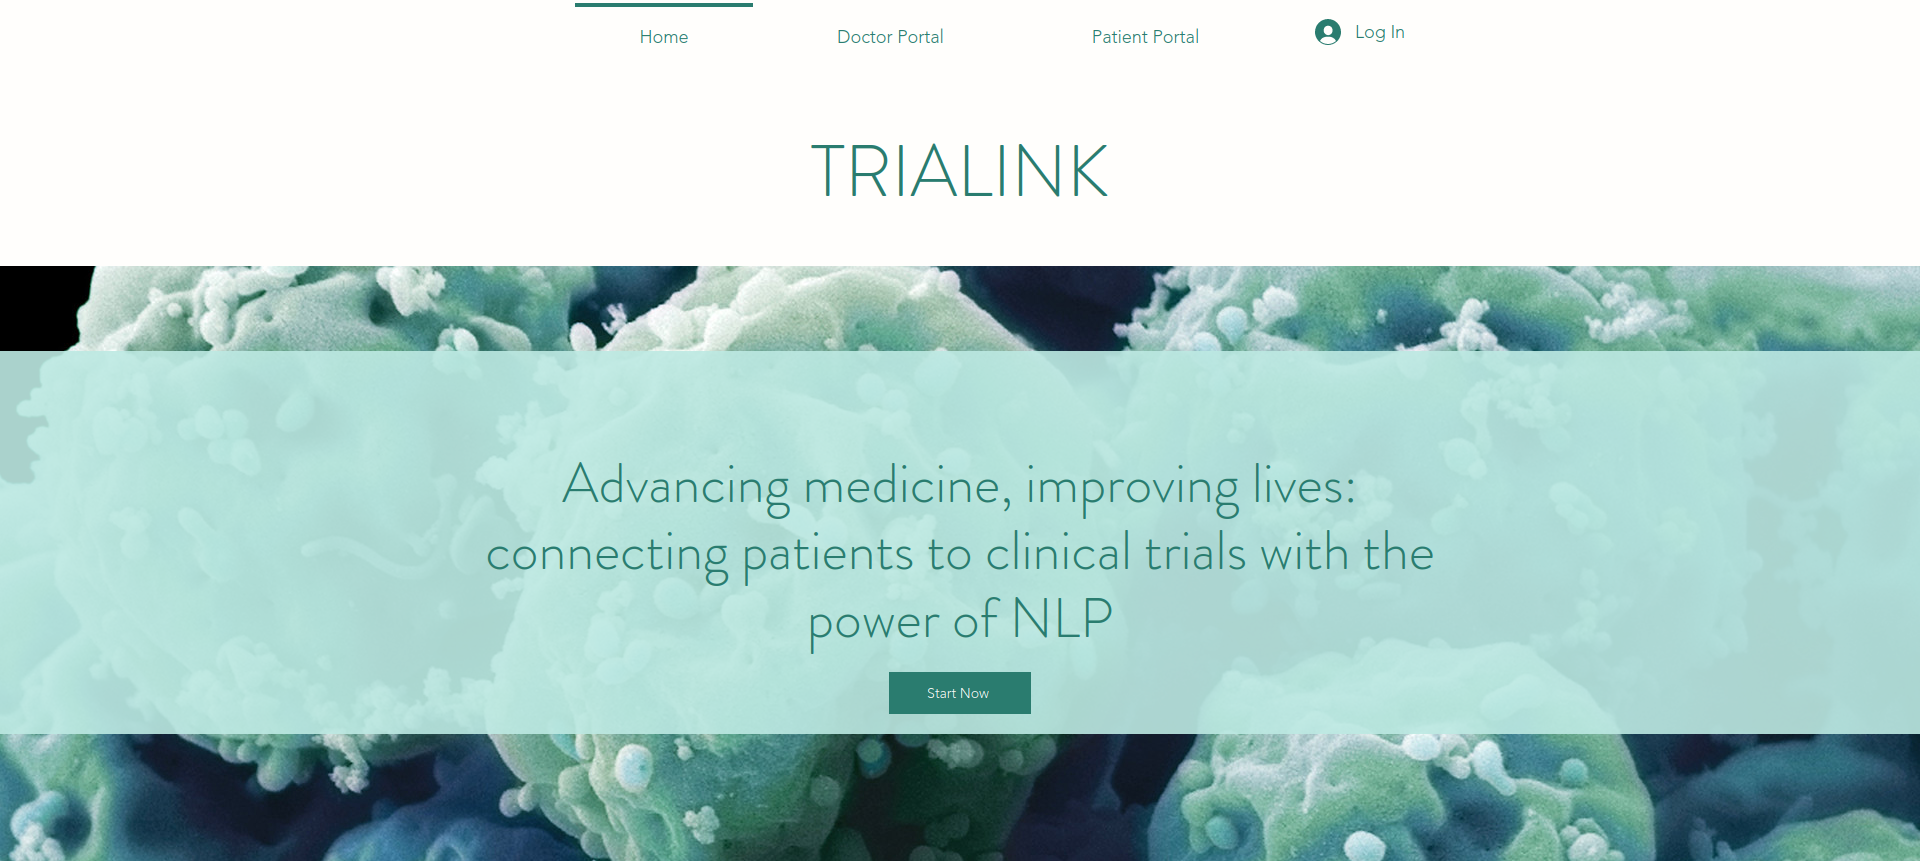 Home
Doctor Portal
Patient Portal
Log In
TRIALINK
Advancing medicine, improving lives:
connecting patients to clinical trials with the
power of NLP
Start Now